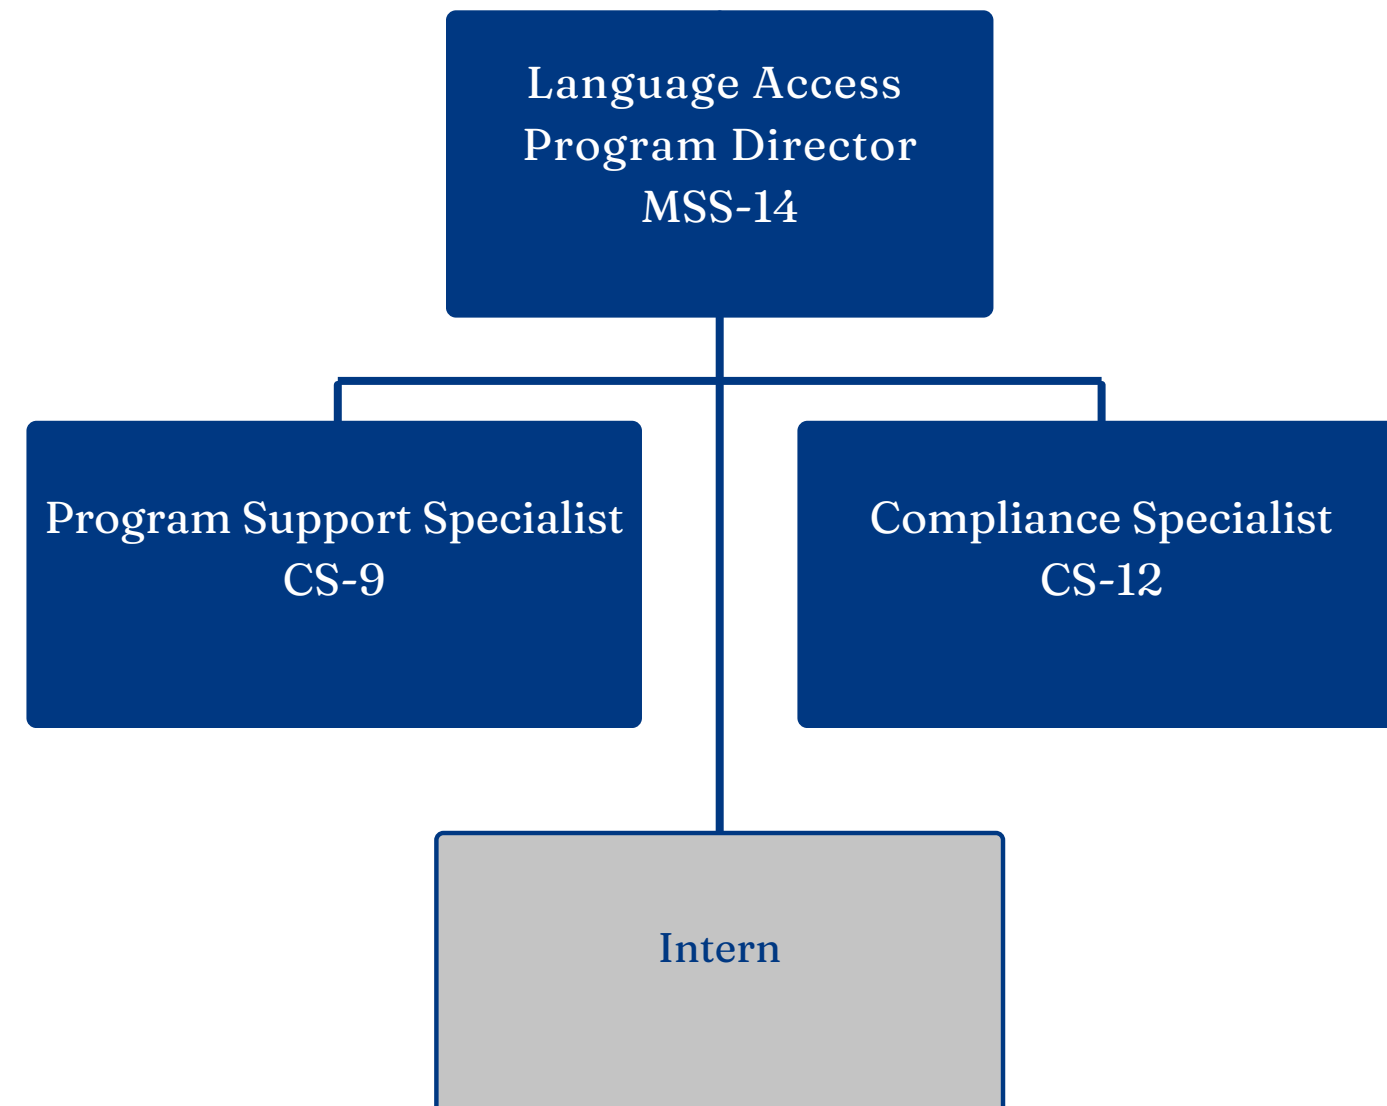 Language Access
Program Director
MSS-14
Program Support Specialist
CS-9
Compliance Specialist
CS-12
Intern